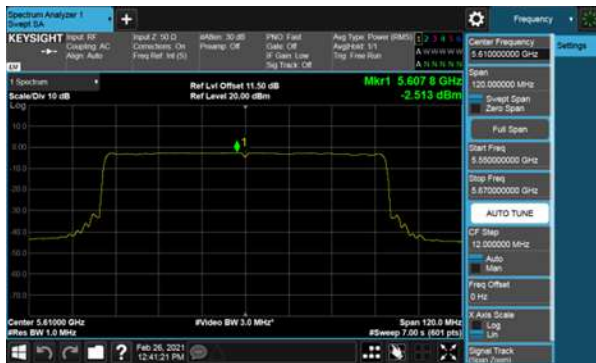 Spectrum Analyzer 1
Swept SA
+
Frequency
KEYSIGHT
Input: RF
Coupling: AC
Align: Auto
Input Z: 50 Ω
Corrections: On
Freq Ref: Int (S)
#Atten: 30 dB
Preamp: Off
PNO: Fast
Gate: Off
IF Gain: Low
Sig Track: Off
Avg Type: Power (RMS)
Avg|Hold: 1/1
Trig: Free Run
1 2 3 4 5 6
A W W W W W
A N N N N N
1 Spectrum
Scale/Div 10 dB
Log
Ref Lvl Offset 11.50 dB
Ref Level 20.00 dBm
Mkr1 5.607 8 GHz
-2.513 dBm
10.0
0.00
-10.0
-20.0
-30.0
-40.0
-50.0
-60.0
-70.0
1
Center 5.61000 GHz
#Res BW 1.0 MHz
#Video BW 3.0 MHz*
Span 120.0 MHz
#Sweep 7.00 s (601 pts)
Feb 26, 2021
12:41:21 PM
Center Frequency
5.610000000 GHz
Span
120.000000 MHz
Swept Span
Zero Span
Full Span
Start Freq
5.550000000 GHz
Stop Freq
5.670000000 GHz
AUTO TUNE
CF Step
12.000000 MHz
Auto
Man
Freq Offset
0 Hz
X Axis Scale
Log
Lin
Signal Track
(Span Zoom)
Settings